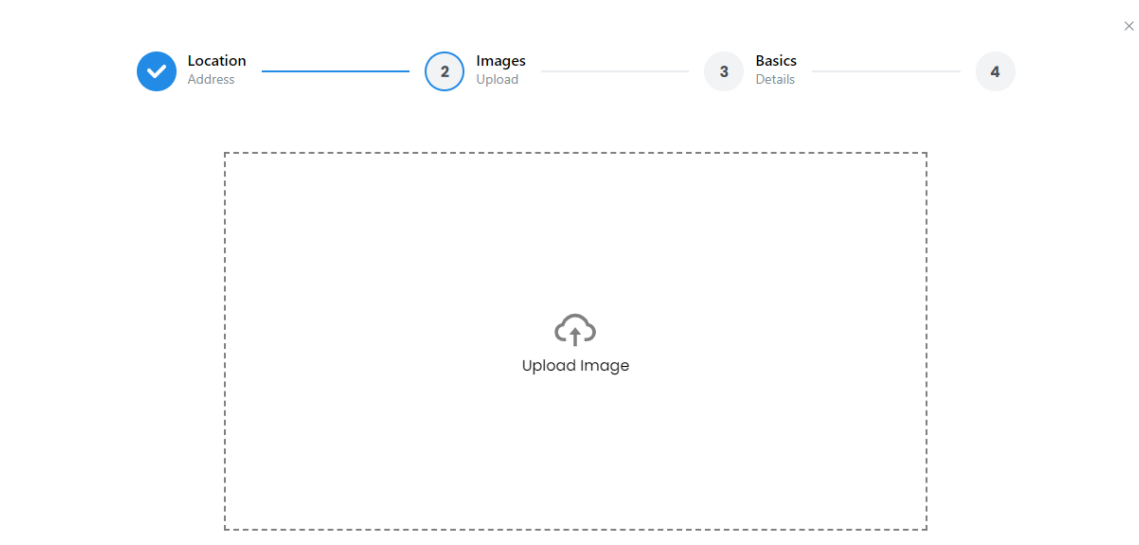 Location
Address
2
Images
Upload
3
Basics
Details
4
Upload Image